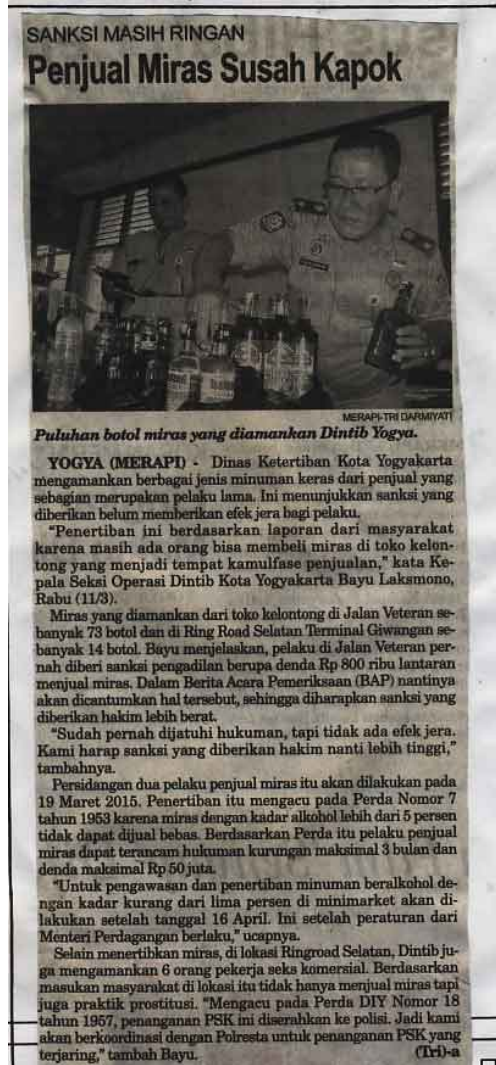 SANKSI MASIH RINGAN
Penjual Miras Susah Kapok
MERAPI-TRI DARMIYATI
Puluhan botol miras yang diamankan Dintib Yogya.
YOGYA (MERAPI) - Dinas Ketertiban Kota Yogyakarta
mengamankan berbagai jenis minuman keras dari penjual yang
sebagian merupakan pelaku lama. Ini menunjukkan sanksi yang
diberikan belum memberikan efek jera bagi pelaku.
"Penertiban ini berdasarkan laporan dari masyarakat
karena masih ada orang bisa membeli miras di toko kelon-
tong yang menjadi tempat kamulfase penjualan," kata Ke-
pala Seksi Operasi Dintib Kota Yogyakarta Bayu Laksmono,
Rabu (11/3).
Miras yang diamankan dari toko kelontong di Jalan Veteran se-
banyak 73 botol dan di Ring Road Selatan Terminal Giwangan se-
banyak 14 botol. Bayu menjelaskan, pelaku di Jalan Veteran per-
nah diberi sanksi pengadilan berupa denda Rp 800 ribu lantaran
menjual miras. Dalam Berita Acara Pemeriksaan (BAP) nantinya
akan dicantumkan hal tersebut, sehingga diharapkan sanksi yang
diberikan hakim lebih berat.
"Sudah pernah dijatuhi hukuman, tapi tidak ada efek jera.
Kami harap sanksi yang diberikan hakim nanti lebih tinggi,"
tambahnya.
Persidangan dua pelaku penjual miras itu akan dilakukan pada
19 Maret 2015. Penertiban itu mengacu pada Perda Nomor 7
tahun 1953 karena miras dengan kadar alkohol lebih dari 5 persen
tidak dapat dijual bebas. Berdasarkan Perda itu pelaku penjual
miras dapat terancam hukuman kurungan maksimal 3 bulan dan
denda maksimal Rp 50 juta.
"Untuk pengawasan dan penertiban minuman beralkohol de-
ngan kadar kurang dari lima persen di minimarket akan di-
lakukan setelah tanggal 16 April. Ini setelah peraturan dari
Menteri Perdagangan berlaku," ucapnya.
Selain menertibkan miras, di lokasi Ringroad Selatan, Dintib ju-
ga mengamankan 6 orang pekerja seks komersial. Berdasarkan
masukan masyarakat di lokasi itu tidak hanya menjual miras tapi
juga praktik prostitusi. "Mengacu pada Perda DIY Nomor 18
tahun 1957, penanganan PSK ini diserahkan ke polisi. Jadi kami
akan berkoordinasi dengan Polresta untuk penanganan PSK yang
terjaring," tambah Bayu. (Tri)-a